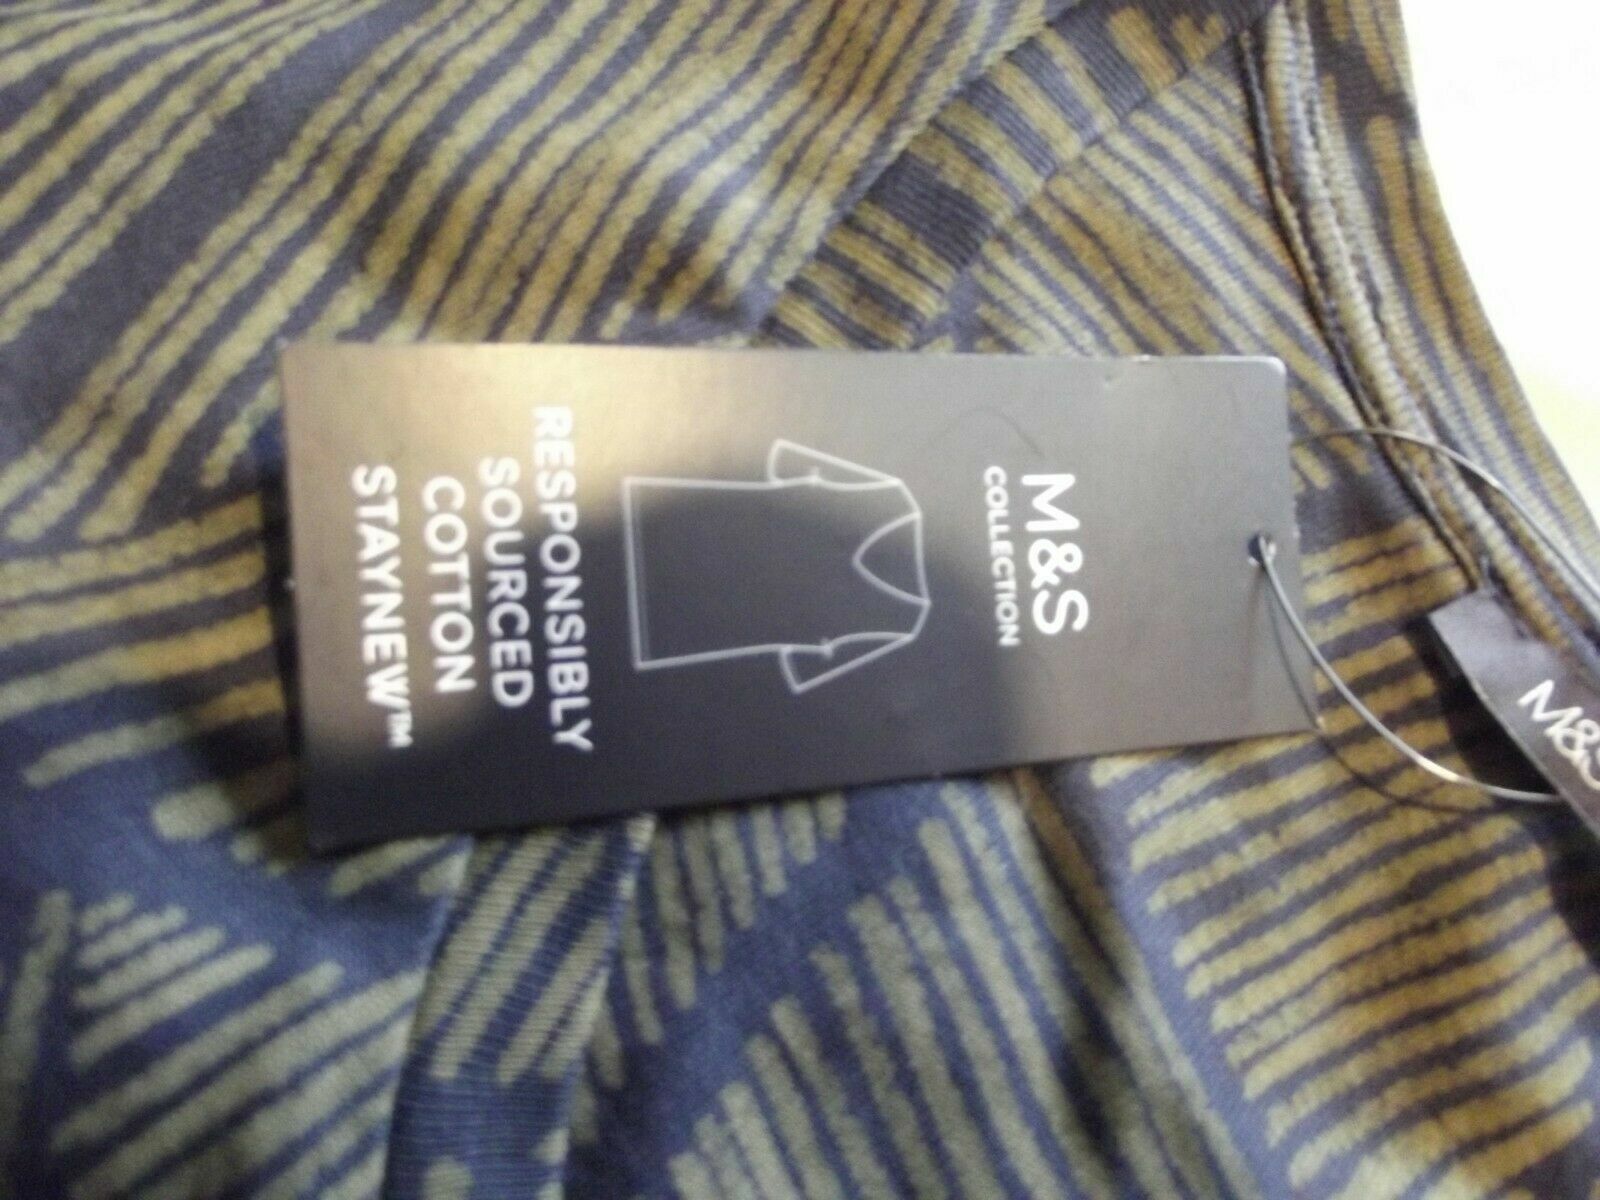 M&S
COLLECTION
RESPONSIBLY
SOURCED
COTTON
STAYNEW™
M&S